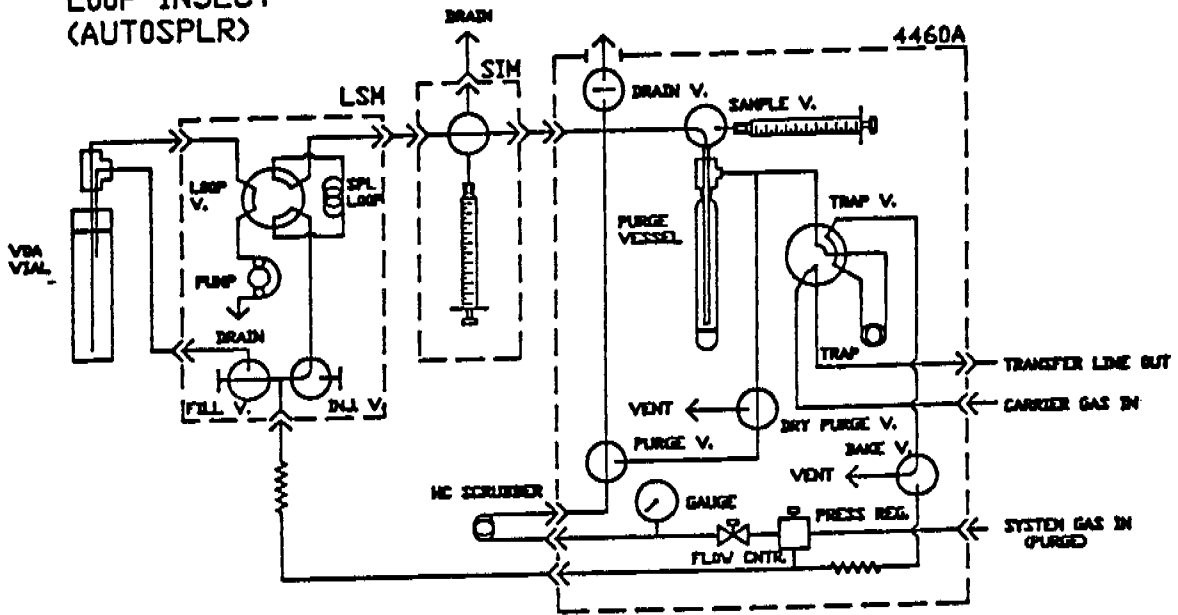 LOOP INJECT
(AUTOSPLR)
DRAIN
4460A
SIM
LSM
DRAIN V.
SAMPLE V.
LOOP
V.
SPL
LOOP
TRAP V.
PURGE
VESSEL
VOA
VIAL
PUMP
DRAIN
TRAP
TRANSFER LINE OUT
FILL V.
INJ. V.
VENT
CARRIER GAS IN
DRY PURGE V.
PURGE V.
BAKE V.
VENT
HC SCRUBBER
GAUGE
PRESS REG.
SYSTEM GAS IN
(PURGE)
FLOW CNTR.